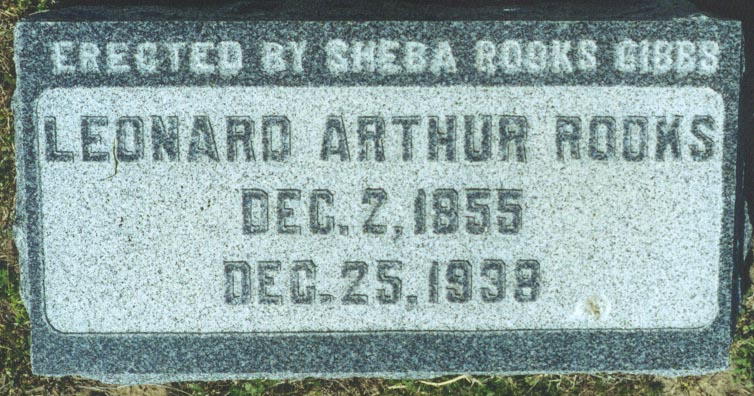 ERECTED BY SHEBA ROOKS GIBBS
LEONARD ARTHUR ROOKS
DEC. 2, 1855
DEC. 25, 1938